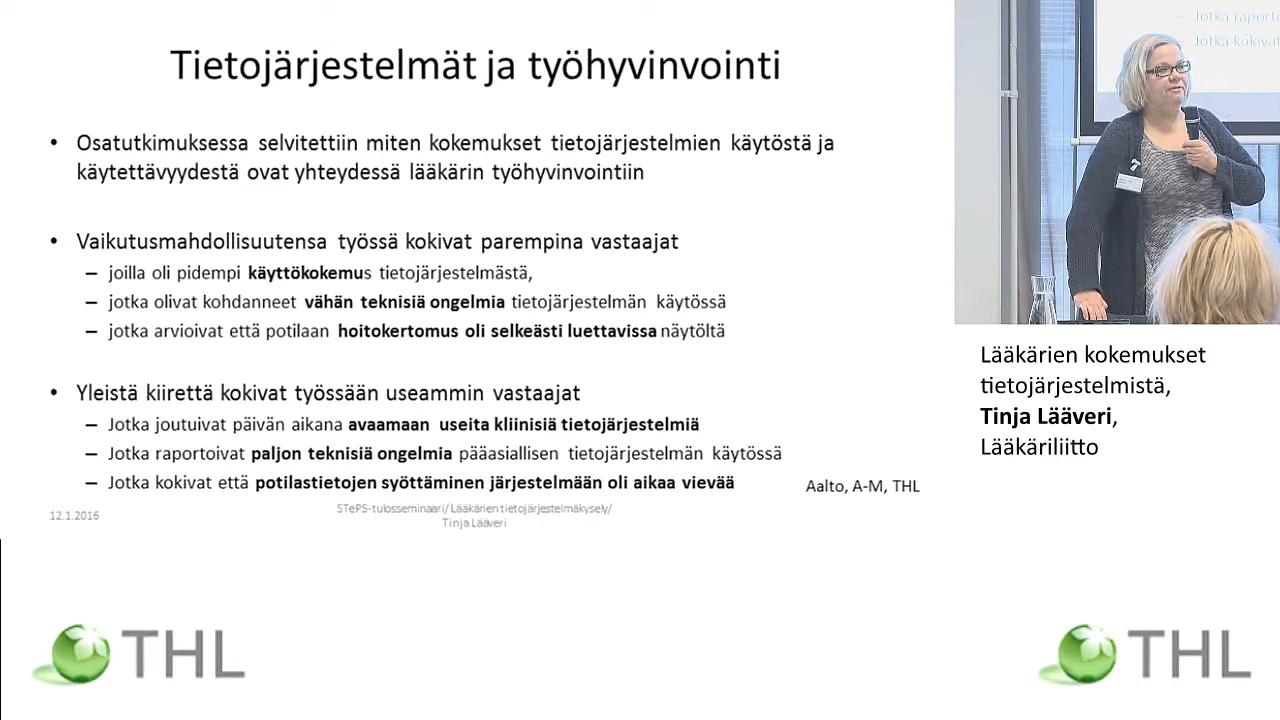 Tietojärjestelmät ja työhyvinvointi
• Osatutkimuksessa selvitettiin miten kokemukset tietojärjestelmien käytöstä ja
käytettävyydestä ovat yhteydessä lääkärin työhyvinvointiin
• Vaikutusmahdollisuutensa työssä kokivat parempina vastaajat
– joilla oli pidempi käyttökokemus tietojärjestelmästä,
– jotka olivat kohdanneet vähän teknisiä ongelmia tietojärjestelmän käytössä
– jotka arvioivat että potilaan hoitokertomus oli selkeästi luettavissa näytöltä
• Yleistä kiirettä kokivat työssään useammin vastaajat
– Jotka joutuivat päivän aikana avaamaan useita kliinisiä tietojärjestelmiä
– Jotka raportoivat paljon teknisiä ongelmia pääasiallisen tietojärjestelmän käytössä
– Jotka kokivat että potilastietojen syöttäminen järjestelmään oli aikaa vievää
Aalto, A-M, THL
12.1.2016
STePS-tulosseminaari/ Lääkärien tietojärjestelmäkysely/
Tinja Lääveri
– Jotka raporto
– Jotka kokivat
Lääkärien kokemukset
tietojärjestelmistä,
Tinja Lääveri,
Lääkäriliitto
THL
THL